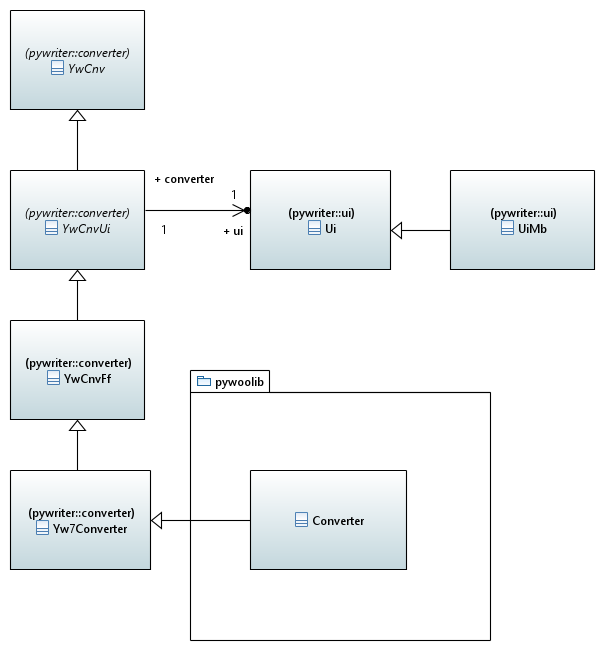 (pywriter::converter)
YwCnv
(pywriter::converter)
YwCnvUi
+ converter
1
1
+ ui
(pywriter::ui)
Ui
(pywriter::ui)
UiMb
(pywriter::converter)
YwCnvFf
pywoolib
(pywriter::converter)
Yw7Converter
Converter